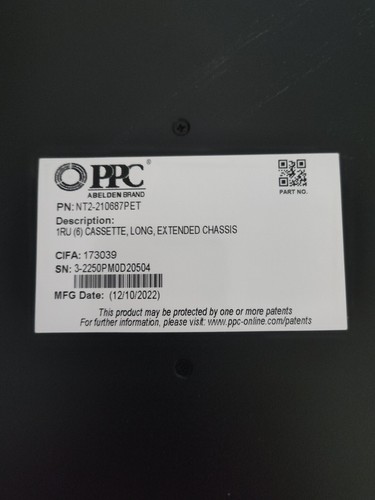 PPC®
A BELDEN BRAND
PART NO.
PN: NT2-210687PET
Description:
1RU (6) CASSETTE, LONG, EXTENDED CHASSIS
CIFA: 173039
SN: 3-2250PM0D20504
MFG Date: (12/10/2022)
This product may be protected by one or more patents
For further information, please visit: www.ppc-online.com/patents